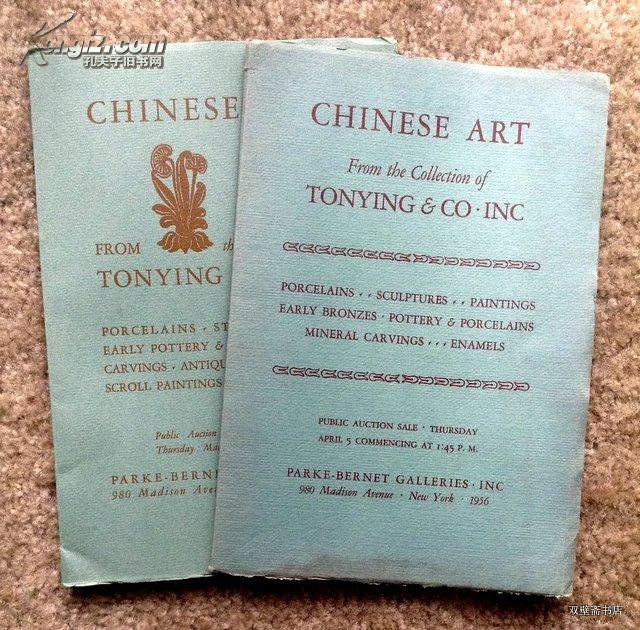 Kongfz.com
孔夫子旧书网
CHINESE
FROM
TONYING
PORCELAINS · ST
EARLY POTTERY &
CARVINGS · ANTIQU
SCROLL PAINTINGS
Public Auction
Thursday · Ma
PARKE-BERNE
980 Madison Ave
CHINESE ART
From the Collection of
TONYING & CO · INC
PORCELAINS , , SCULPTURES , , PAINTINGS
EARLY BRONZES · POTTERY & PORCELAINS
MINERAL CARVINGS , , , ENAMELS
PUBLIC AUCTION SALE · THURSDAY
APRIL 5 COMMENCING AT 1:45 P. M.
PARKE-BERNET GALLERIES · INC
980 Madison Avenue · New York · 1956
双壁斋书店